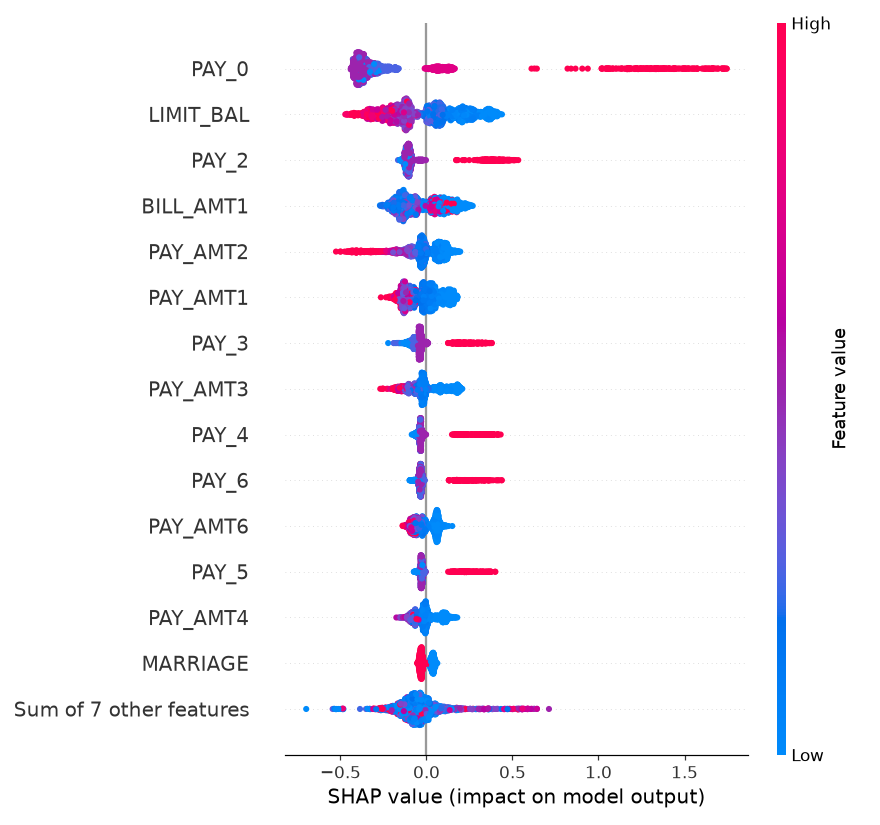 High
PAY_0
LIMIT_BAL
PAY_2
BILL_AMT1
PAY_AMT2
PAY_AMT1
PAY_3
PAY_AMT3
PAY_4
PAY_6
PAY_AMT6
PAY_5
PAY_AMT4
MARRIAGE
Sum of 7 other features
Feature value
Low
−0.5 0.0 0.5 1.0 1.5
SHAP value (impact on model output)